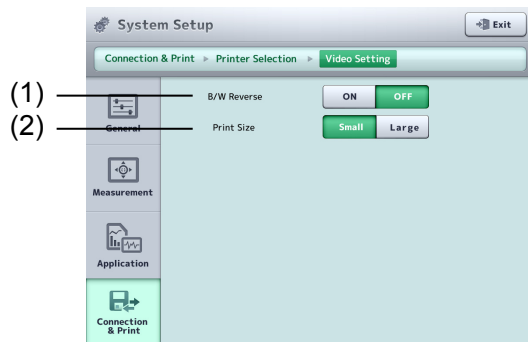 System Setup
Exit
Connection & Print
Printer Selection
Video Setting
(1)
B/W Reverse
ON
OFF
(2)
General
Print Size
Small
Large
Measurement
Application
Connection
& Print